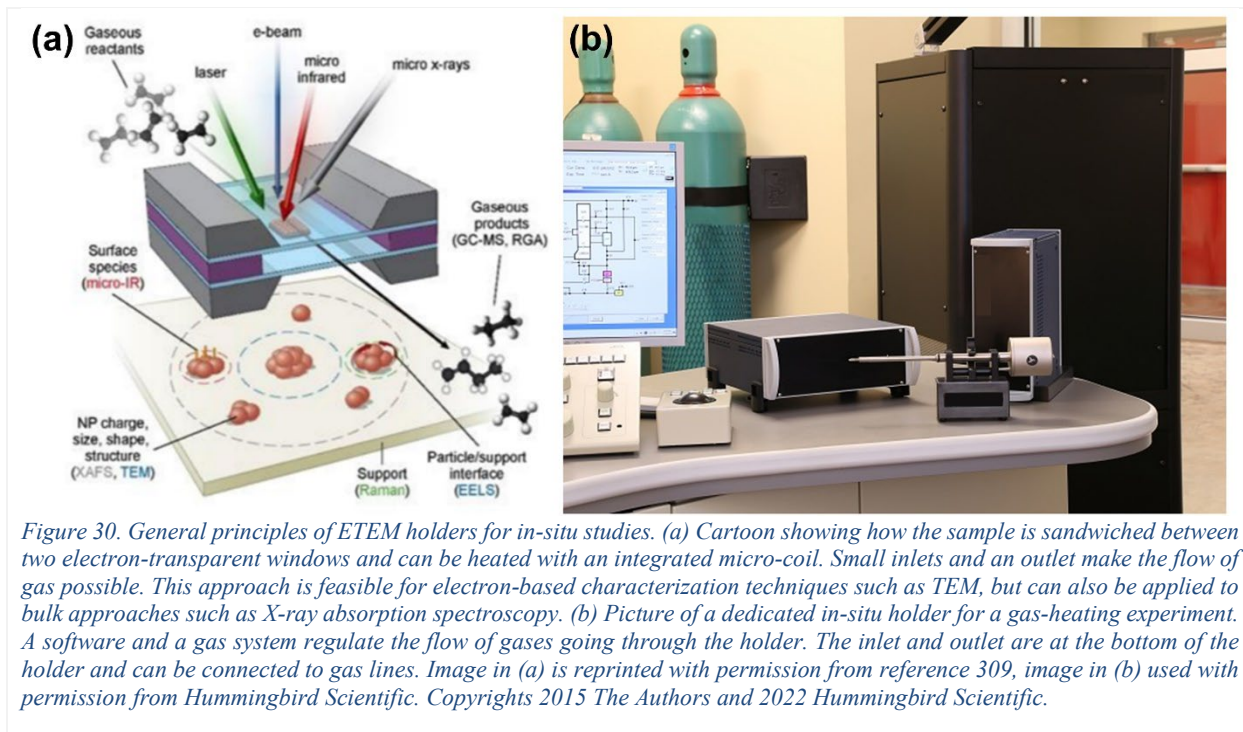 (a)
Gaseous
reactants
e-beam
laser
micro
infrared
micro x-rays
Surface
species
(micro-IR)
Gaseous
products
(GC-MS, RGA)
NP charge,
size, shape,
structure
(XAFS, TEM)
Support
(Raman)
Particle/support
interface
(EELS)
(b)
Figure 30. General principles of ETEM holders for in-situ studies. (a) Cartoon showing how the sample is sandwiched between
two electron-transparent windows and can be heated with an integrated micro-coil. Small inlets and an outlet make the flow of
gas possible. This approach is feasible for electron-based characterization techniques such as TEM, but can also be applied to
bulk approaches such as X-ray absorption spectroscopy. (b) Picture of a dedicated in-situ holder for a gas-heating experiment.
A software and a gas system regulate the flow of gases going through the holder. The inlet and outlet are at the bottom of the
holder and can be connected to gas lines. Image in (a) is reprinted with permission from reference 309, image in (b) used with
permission from Hummingbird Scientific. Copyrights 2015 The Authors and 2022 Hummingbird Scientific.